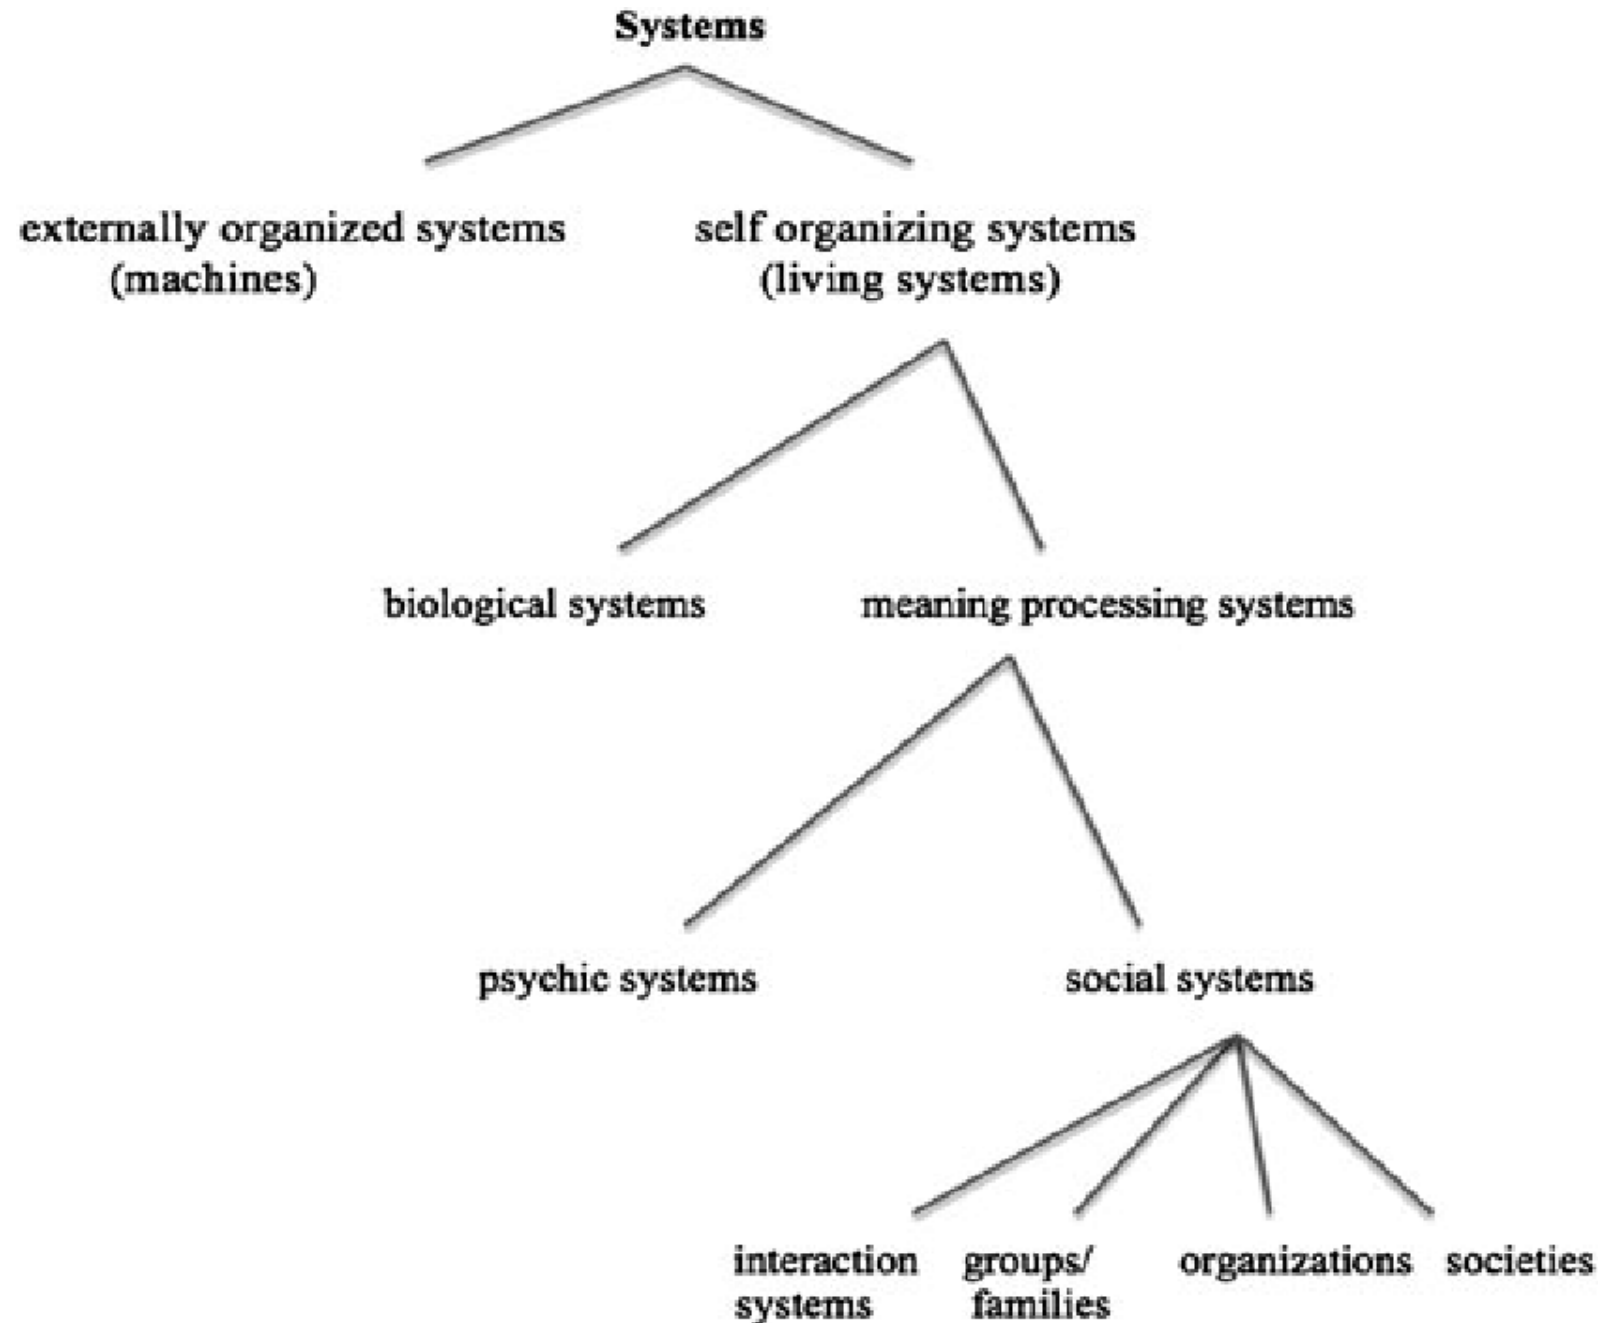 Systems
externally organized systems
(machines)
self organizing systems
(living systems)
biological systems
meaning processing systems
psychic systems
social systems
interaction
systems
groups/
families
organizations
societies